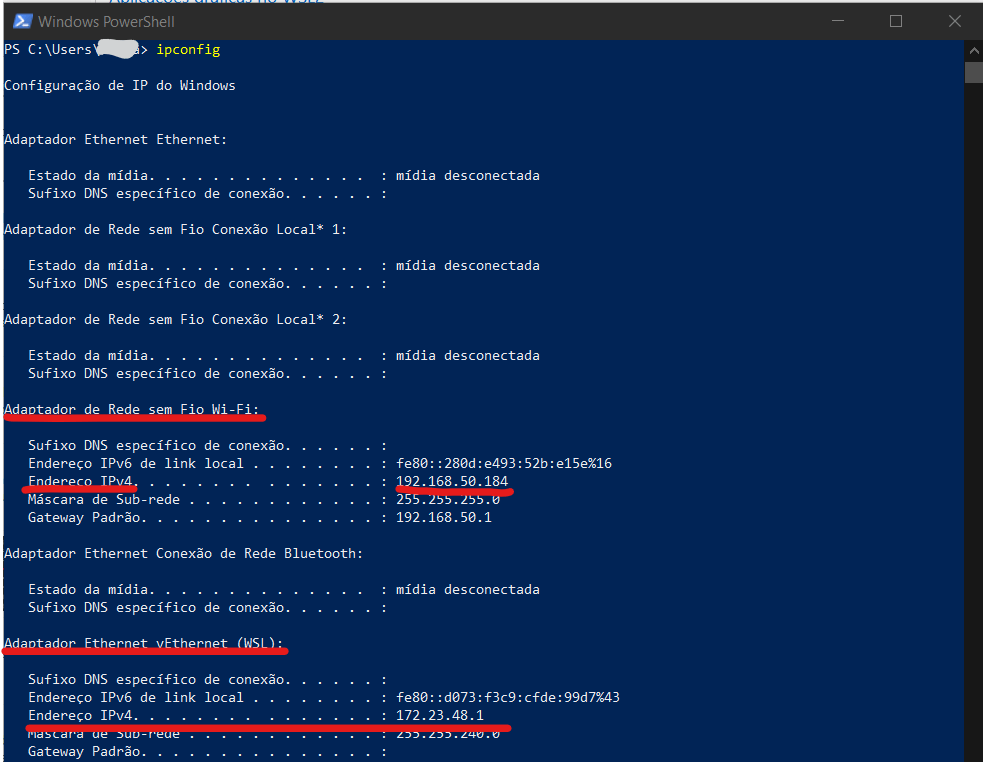 Aplicações gráficas no WSL2
Windows PowerShell
PS C:\Users\ a> ipconfig
Configuração de IP do Windows
Adaptador Ethernet Ethernet:
Estado da mídia. . . . . . . . . . . . . . : mídia desconectada
Sufixo DNS específico de conexão. . . . . . :
Adaptador de Rede sem Fio Conexão Local* 1:
Estado da mídia. . . . . . . . . . . . . . : mídia desconectada
Sufixo DNS específico de conexão. . . . . . :
Adaptador de Rede sem Fio Conexão Local* 2:
Estado da mídia. . . . . . . . . . . . . . : mídia desconectada
Sufixo DNS específico de conexão. . . . . . :
Adaptador de Rede sem Fio Wi-Fi:
Sufixo DNS específico de conexão. . . . . . :
Endereço IPv6 de link local . . . . . . . . : fe80::280d:e493:52b:e15e%16
Endereço IPv4. . . . . . . . . . . . . . . : 192.168.50.184
Máscara de Sub-rede . . . . . . . . . . . . : 255.255.255.0
Gateway Padrão. . . . . . . . . . . . . . . : 192.168.50.1
Adaptador Ethernet Conexão de Rede Bluetooth:
Estado da mídia. . . . . . . . . . . . . . : mídia desconectada
Sufixo DNS específico de conexão. . . . . . :
Adaptador Ethernet vEthernet (WSL):
Sufixo DNS específico de conexão. . . . . . :
Endereço IPv6 de link local . . . . . . . . : fe80::d073:f3c9:cfde:99d7%43
Endereço IPv4. . . . . . . . . . . . . . . : 172.23.48.1
Máscara de Sub-rede . . . . . . . . . . . . : 255.255.240.0
Gateway Padrão. . . . . . . . . . . . . . . :